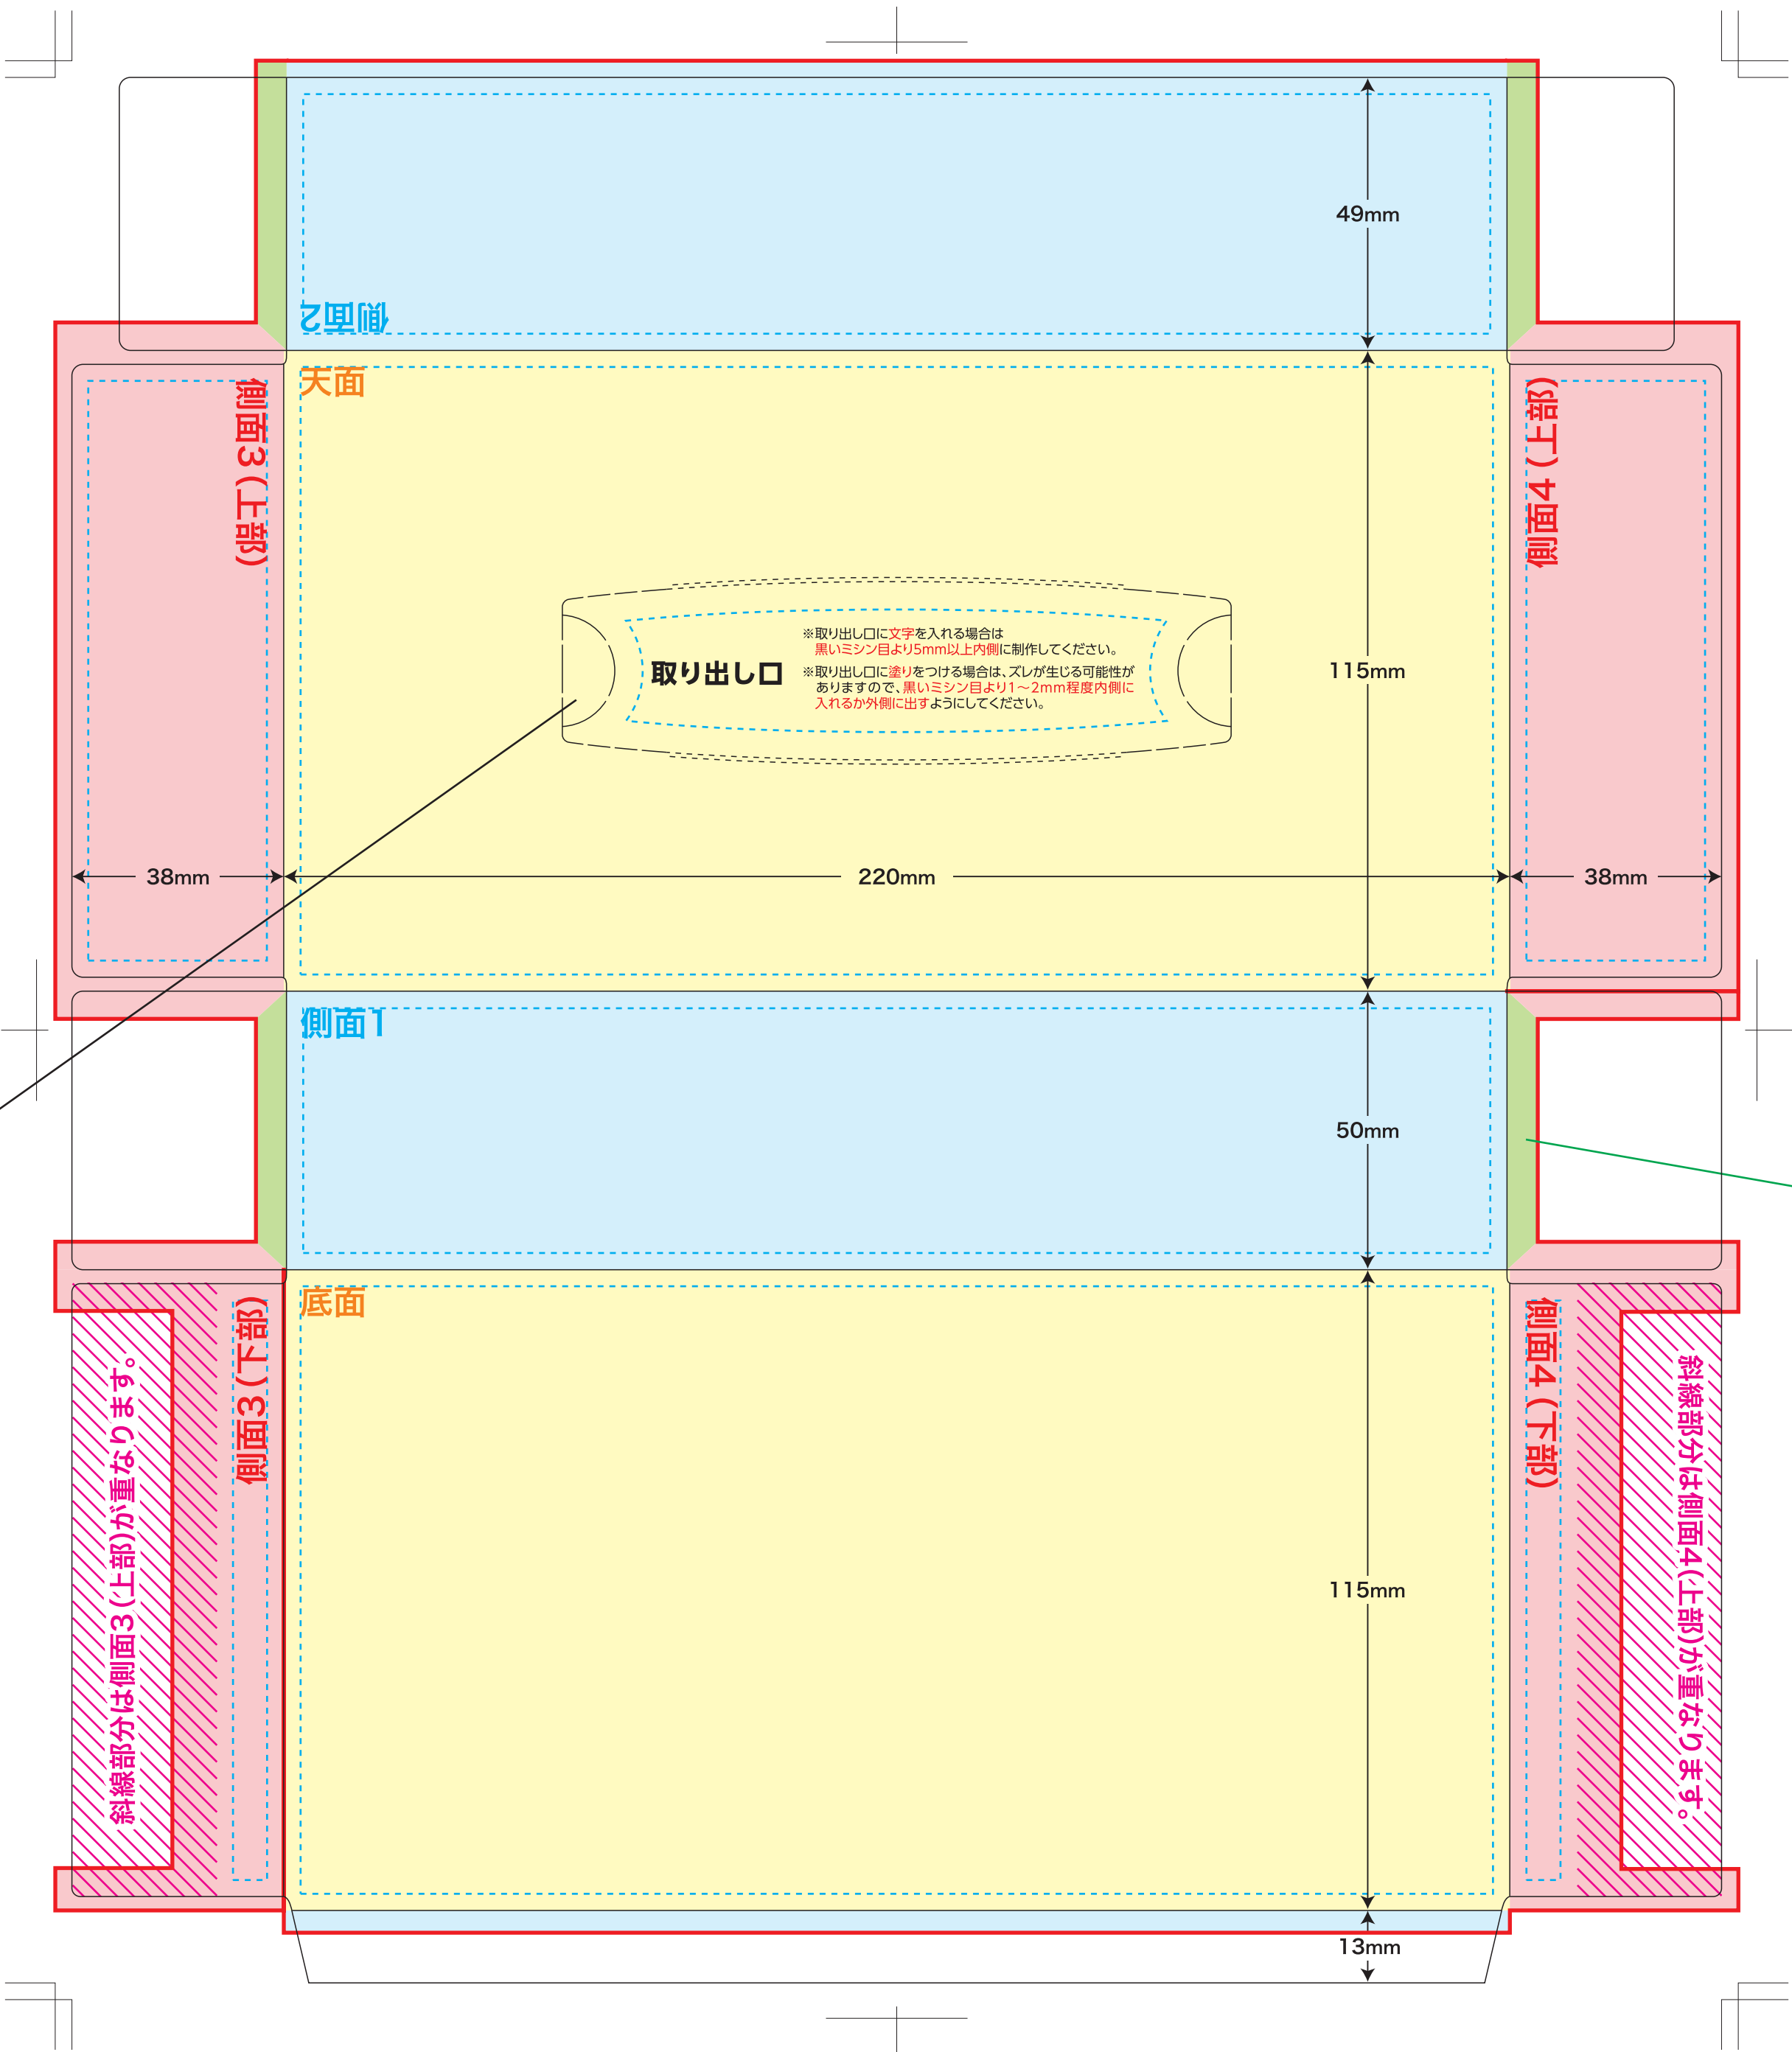 49mm
側面2
天面
側面3(上部)
側面4(上部)
取り出し口
※取り出し口に文字を入れる場合は
黒いミシン目より5mm以上内側に制作してください。
※取り出し口に塗りをつける場合は、ズレが生じる可能性が
ありますので、黒いミシン目より1〜2mm程度内側に
入れるか外側に出すようにしてください。
115mm
38mm
220mm
38mm
側面1
50mm
底面
側面3(下部)
側面4(下部)
斜線部分は側面3(上部)が重なります。
斜線部分は側面4(上部)が重なります。
115mm
13mm